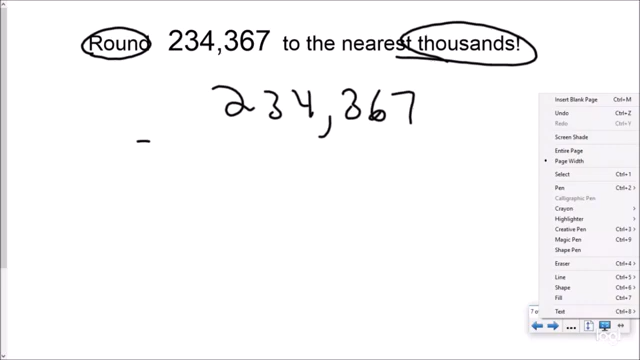 Round 234,367 to the nearest thousands!
234,367
Insert Blank Page Ctrl+M
Undo Ctrl+Z
Redo Ctrl+Y
Screen Shade
Entire Page
Page Width
Select Ctrl+1
Pen Ctrl+2
Calligraphic Pen
Crayon
Highlighter
Creative Pen Ctrl+3
Magic Pen Ctrl+9
Shape Pen
Eraser Ctrl+4
Line Ctrl+5
Shape Ctrl+6
Fill Ctrl+7
Text Ctrl+8